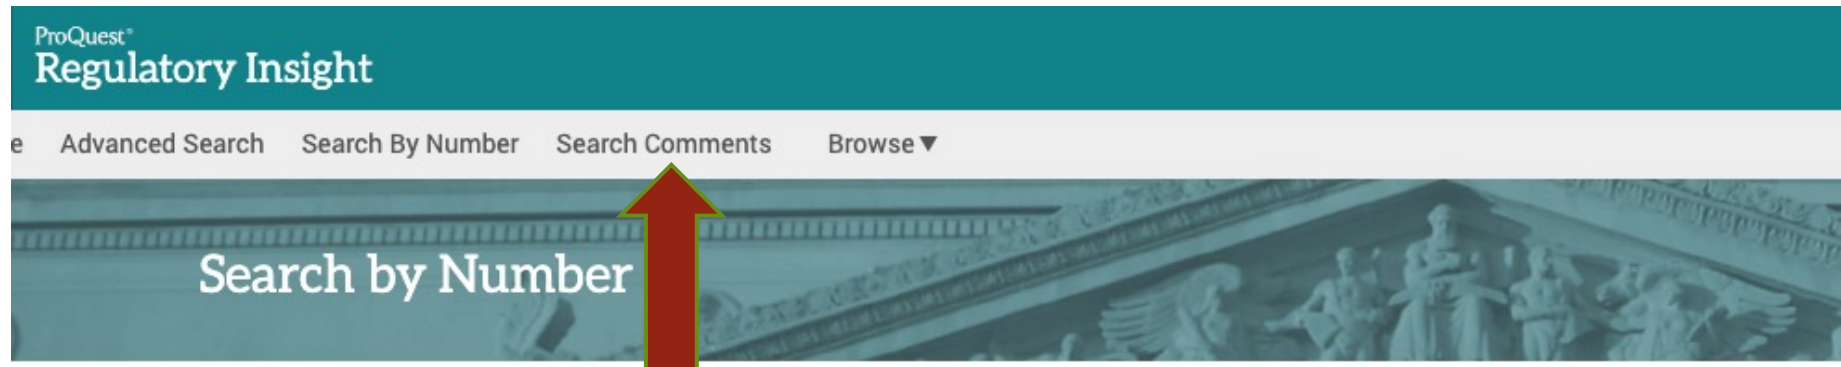 ProQuest®
Regulatory Insight
e Advanced Search Search By Number Search Comments Browse▼
Search by Number